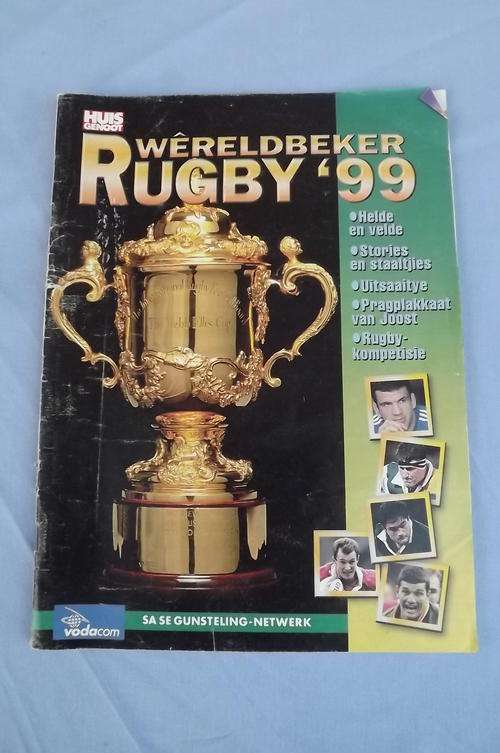 HUIS
GENOOT
WÊRELDBEKER
RUGBY ‘99
•Helde
en velde
•Stories
en staaltjies
•Uitsaaitye
•Pragplakkaat
van Joost
•Rugby-
kompetisie
vodacom
SA SE GUNSTELING-NETWERK